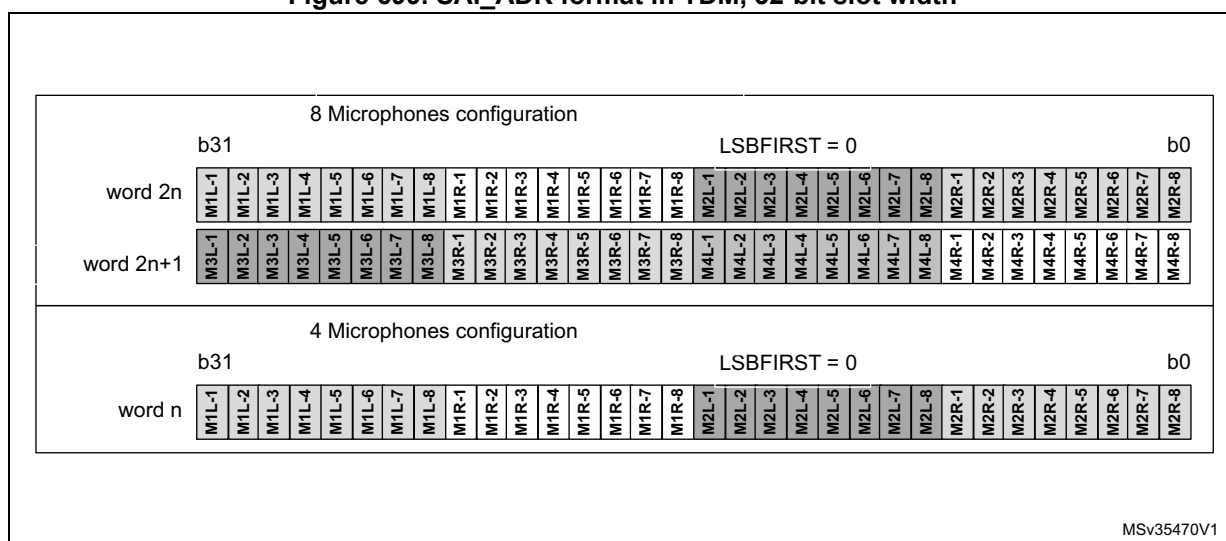 8 Microphones configuration
b31 LSBFIRST = 0 b0
word 2n M1L-1 M1L-2 M1L-3 M1L-4 M1L-5 M1L-6 M1L-7 M1L-8 M1R-1 M1R-2 M1R-3 M1R-4 M1R-5 M1R-6 M1R-7 M1R-8 M2L-1 M2L-2 M2L-3 M2L-4 M2L-5 M2L-6 M2L-7 M2L-8 M2R-1 M2R-2 M2R-3 M2R-4 M2R-5 M2R-6 M2R-7 M2R-8
word 2n+1 M3L-1 M3L-2 M3L-3 M3L-4 M3L-5 M3L-6 M3L-7 M3L-8 M3R-1 M3R-2 M3R-3 M3R-4 M3R-5 M3R-6 M3R-7 M3R-8 M4L-1 M4L-2 M4L-3 M4L-4 M4L-5 M4L-6 M4L-7 M4L-8 M4R-1 M4R-2 M4R-3 M4R-4 M4R-5 M4R-6 M4R-7 M4R-8
4 Microphones configuration
b31 LSBFIRST = 0 b0
word n M1L-1 M1L-2 M1L-3 M1L-4 M1L-5 M1L-6 M1L-7 M1L-8 M1R-1 M1R-2 M1R-3 M1R-4 M1R-5 M1R-6 M1R-7 M1R-8 M2L-1 M2L-2 M2L-3 M2L-4 M2L-5 M2L-6 M2L-7 M2L-8 M2R-1 M2R-2 M2R-3 M2R-4 M2R-5 M2R-6 M2R-7 M2R-8
MSv35470V1